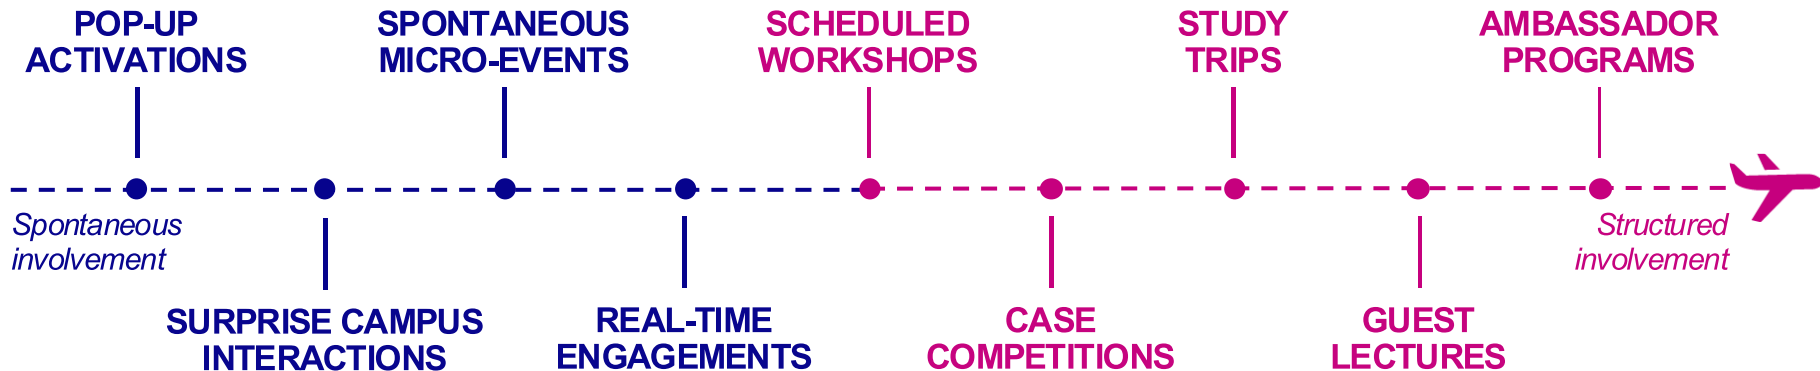 POP-UP
ACTIVATIONS
SPONTANEOUS
MICRO-EVENTS
SCHEDULED
WORKSHOPS
STUDY
TRIPS
AMBASSADOR
PROGRAMS
Spontaneous
involvement
Structured
involvement
SURPRISE CAMPUS
INTERACTIONS
REAL-TIME
ENGAGEMENTS
CASE
COMPETITIONS
GUEST
LECTURES